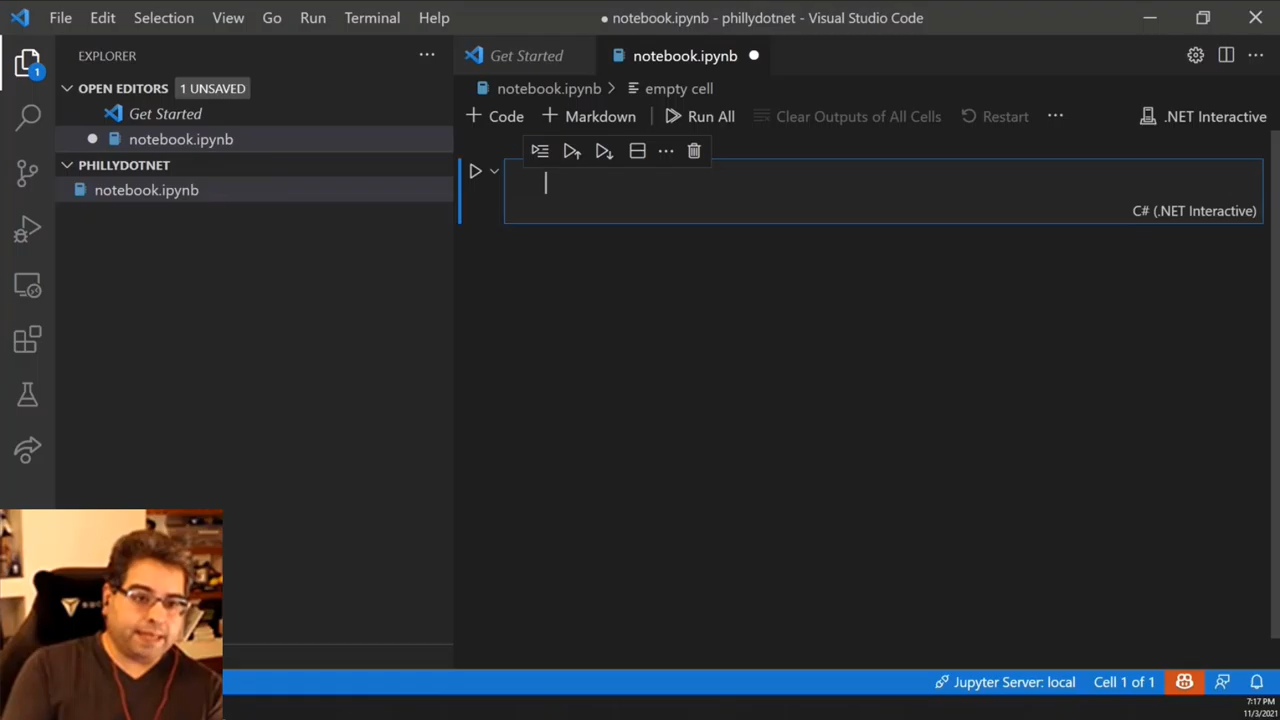 File Edit Selection View Go Run Terminal Help
● notebook.ipynb - phillydotnet - Visual Studio Code
EXPLORER
OPEN EDITORS 1 UNSAVED
Get Started
notebook.ipynb
PHILLYDOTNET
notebook.ipynb
1
Get Started
notebook.ipynb
notebook.ipynb > empty cell
+ Code + Markdown Run All Clear Outputs of All Cells Restart ... .NET Interactive
C# (.NET Interactive)
Jupyter Server: local Cell 1 of 1
7:17 PM
11/3/2021